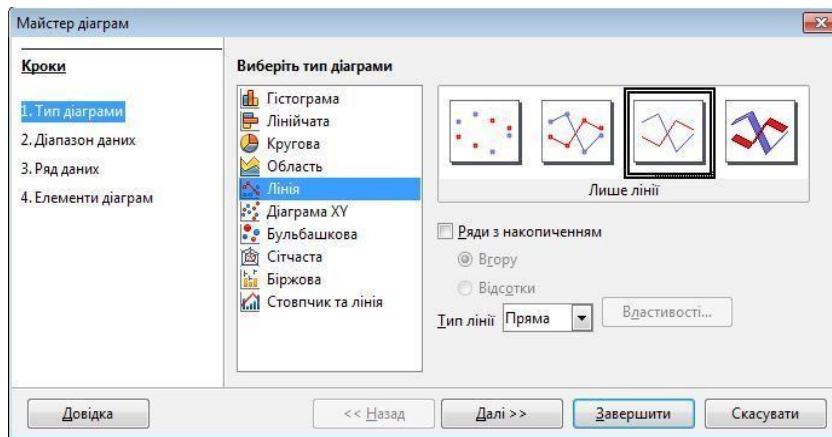 Майстер діаграм
Кроки
1. Тип діаграми
2. Діапазон даних
3. Ряд даних
4. Елементи діаграм
Виберіть тип діаграми
Гістограма
Лінійчата
Кругова
Область
Лінія
Діаграма XY
Бульбашкова
Сітчаста
Біржова
Стовпчик та лінія
Лише лінії
Ряди з накопиченням
Вгору
Відсотки
Тип лінії Пряма Властивості...
Довідка << Назад Далі >> Завершити Скасувати